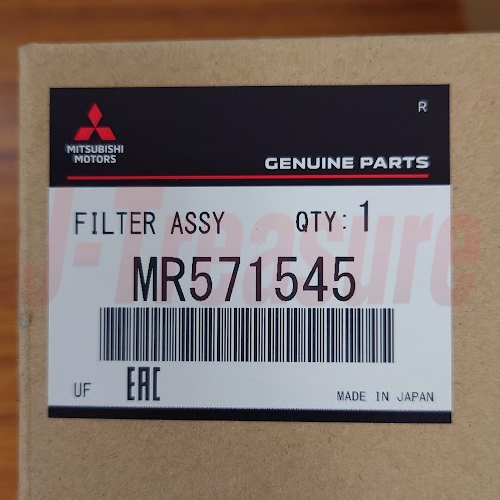 R
MITSUBISHI
MOTORS
GENUINE PARTS
FILTER ASSY QTY: 1
J-Treasure
MR571545
UF EAC MADE IN JAPAN